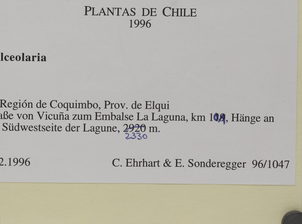 PLANTAS DE CHILE
1996
lceolaria
Región de Coquimbo, Prov. de Elqui
aße von Vicuña zum Embalse La Laguna, km Hänge an
Südwestseite der Lagune, 2920 m.
2330
2.1996 C. Ehrhart & E. Sonderegger 96/1047